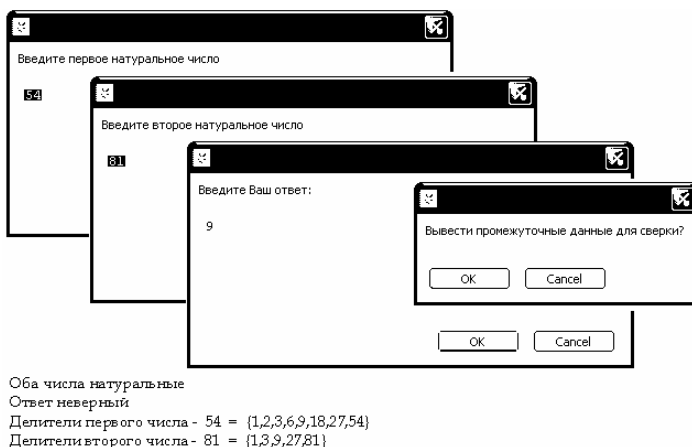 Введите первое натуральное число
54
Введите второе натуральное число
81
Введите Ваш ответ:
9
Вывести промежуточные данные для сверки?
OK Cancel
OK Cancel
Оба числа натуральные
Ответ неверный
Делители первого числа - 54 = {1,2,3,6,9,18,27,54}
Делители второго числа - 81 = {1,3,9,27,81}